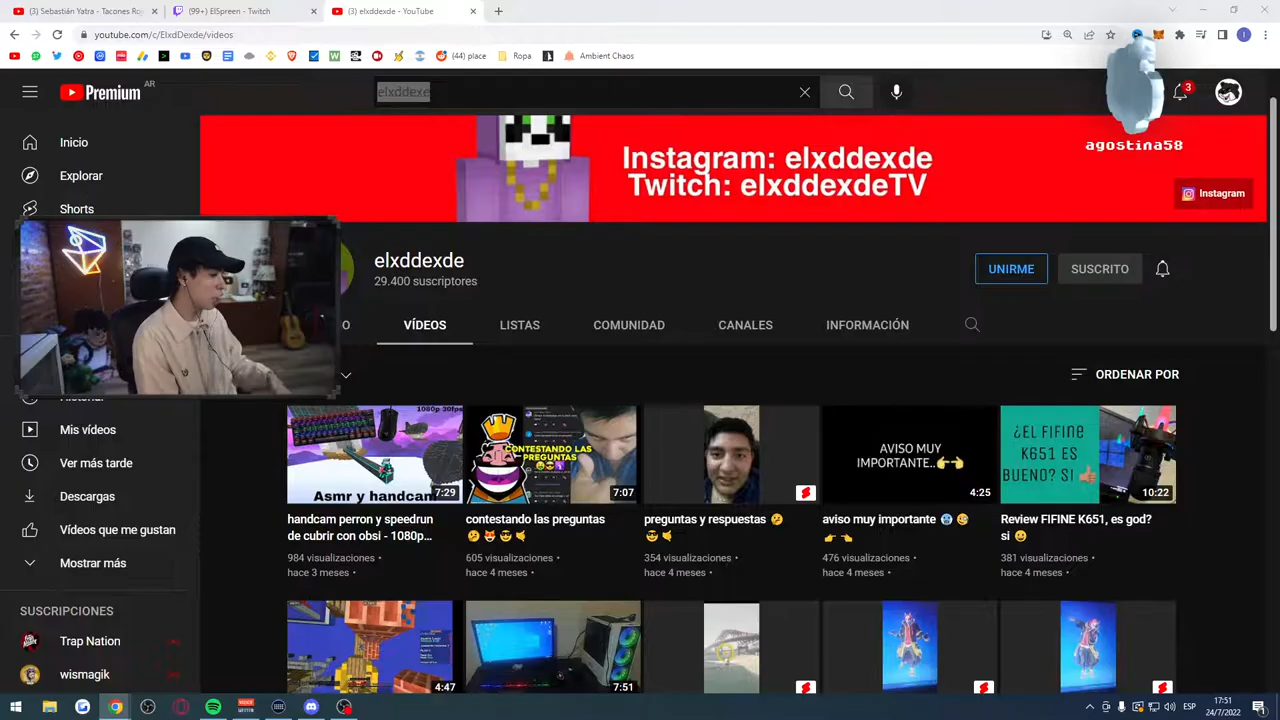 (3) Sebastián Yatra - Tacones Ro
(99+) ElSpreen - Twitch
(3) elxddexde - YouTube
youtube.com/c/ElxdDexde/videos
(44) place
Ropa
Ambient Chaos
Premium
AR
elxddexe
3
agostina58
Instagram: elxddexde
Twitch: elxddexdeTV
Instagram
Inicio
Explorar
Shorts
elxddexde
29.400 suscriptores
UNIRME
SUSCRITO
O
VÍDEOS
LISTAS
COMUNIDAD
CANALES
INFORMACIÓN
ORDENAR POR
Mis vídeos
Ver más tarde
Descargas
Vídeos que me gustan
Mostrar más
SUSCRIPCIONES
Trap Nation
wismagik
1080p 30fps
Asmr y handcam
7:29
handcam perron y speedrun
de cubrir con obsi - 1080p...
984 visualizaciones
hace 3 meses •
CONTESTANDO LAS
PREGUNTAS
7:07
contestando las preguntas
605 visualizaciones
hace 4 meses •
preguntas y respuestas
354 visualizaciones
hace 4 meses •
AVISO MUY
IMPORTANTE..
4:25
aviso muy importante
476 visualizaciones
hace 4 meses •
¿EL FIFINE
K651 ES
BUENO? SI
10:22
Review FIFINE K651, es god?
si
381 visualizaciones
hace 4 meses •
4:47
7:51
ESP
17:51
24/7/2022